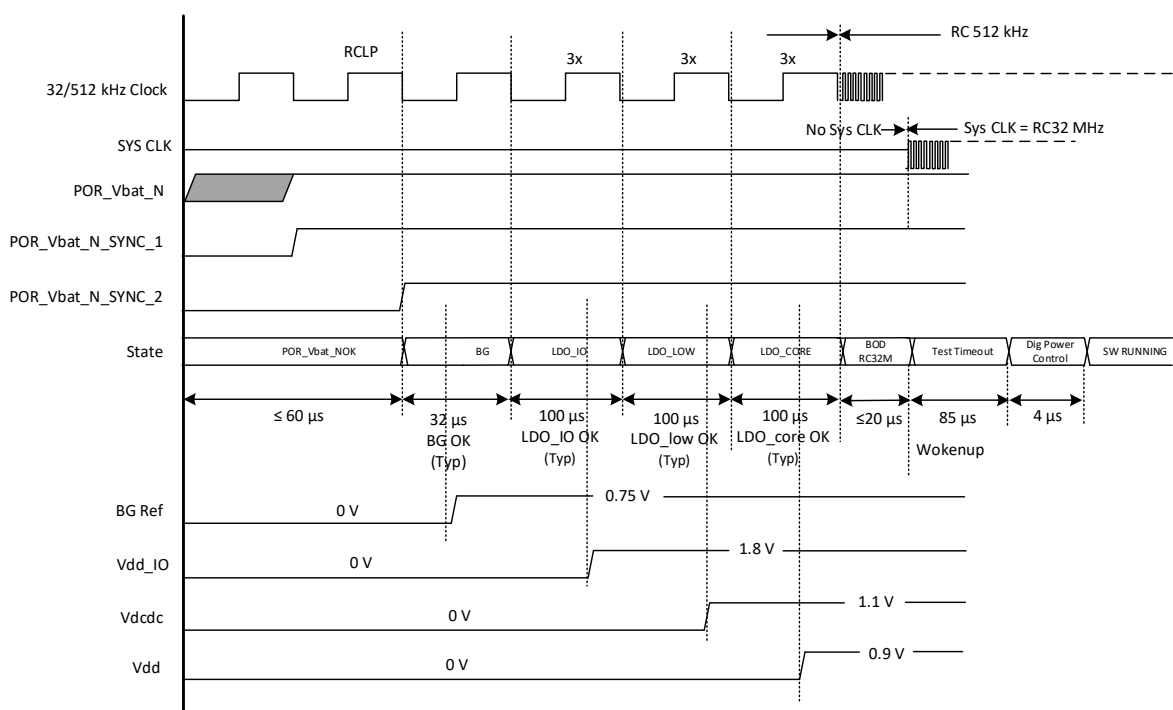 RC 512 kHz
RCLP
3x
3x
3x
32/512 kHz Clock
No Sys CLK
Sys CLK = RC32 MHz
SYS CLK
POR_Vbat_N
POR_Vbat_N_SYNC_1
POR_Vbat_N_SYNC_2
State
POR_Vbat_NOK
BG
LDO_IO
LDO_LOW
LDO_CORE
BOD
RC32M
Test Timeout
Dig Power
Control
SW RUNNING
≤ 60 µs
32 µs
BG OK
(Typ)
100 µs
LDO_IO OK
(Typ)
100 µs
LDO_low OK
(Typ)
100 µs
LDO_core OK
(Typ)
≤20 µs
85 µs
4 µs
Wokenup
BG Ref
0 V
0.75 V
Vdd_IO
0 V
1.8 V
Vdcdc
0 V
1.1 V
Vdd
0 V
0.9 V